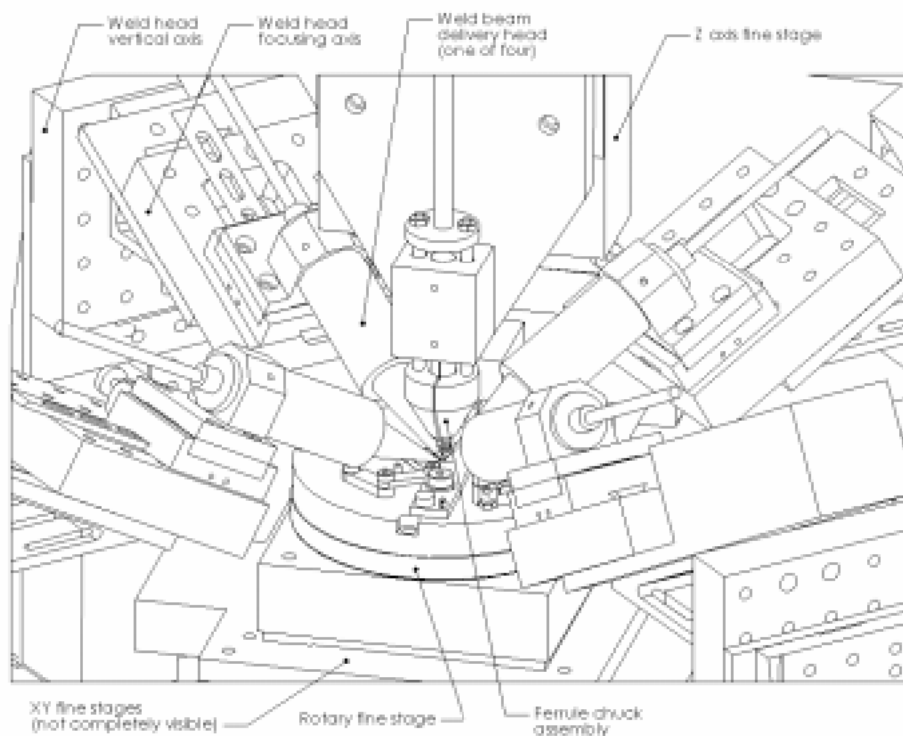 Weld head
vertical axis
Weld head
focusing axis
Weld beam
delivery head
(one of four)
Z axis fine stage
XY fine stages
(not completely visible)
Rotary fine stage
Ferrule chuck
assembly